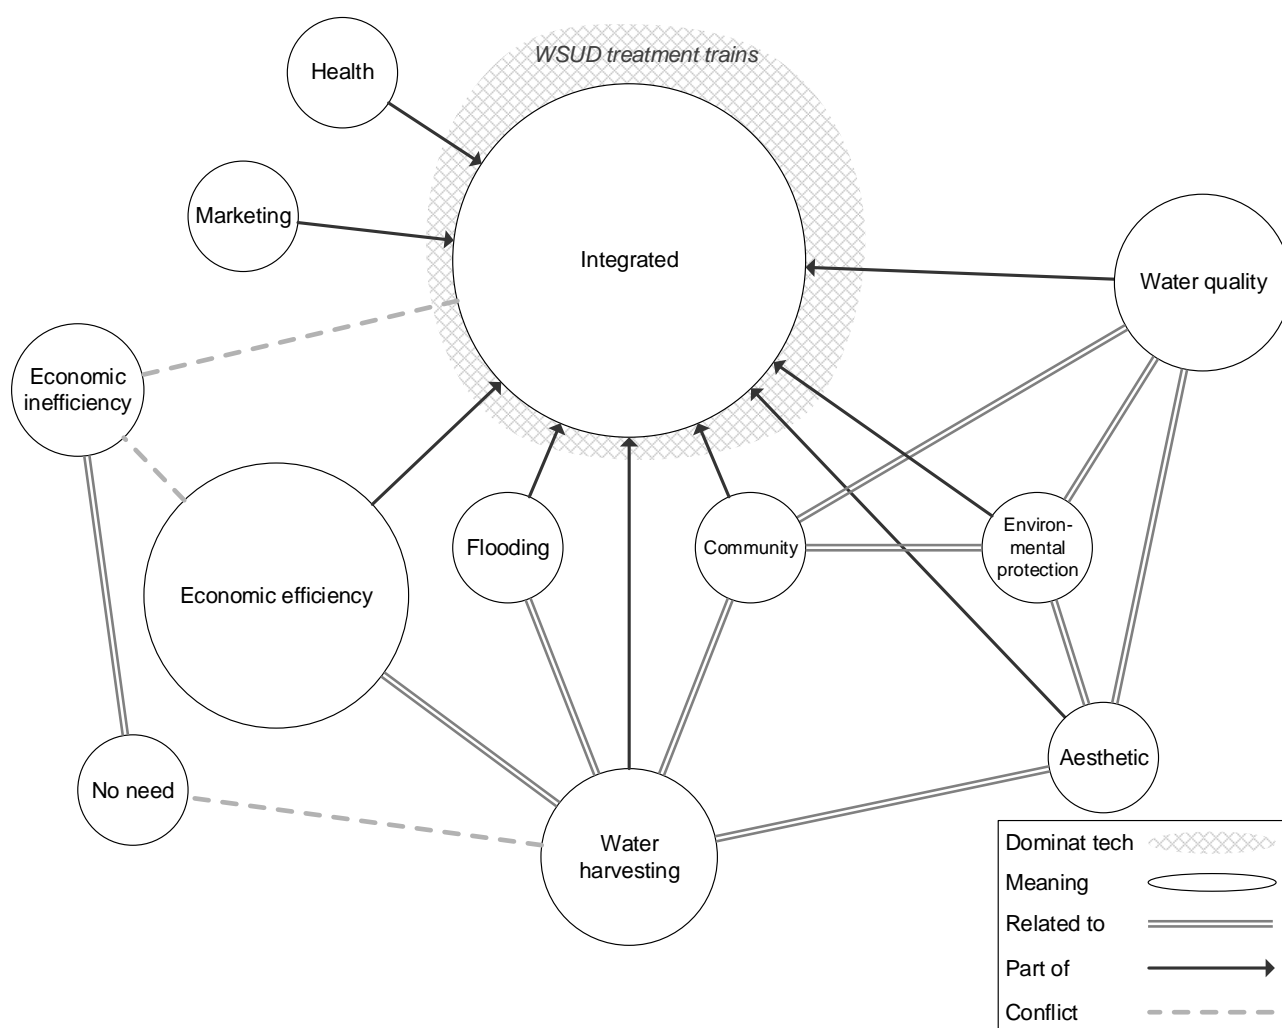 WSUD treatment trains
Health
Marketing
Integrated
Water quality
Economic
inefficiency
Economic efficiency
Flooding
Community
Environ-
mental
protection
No need
Water
harvesting
Aesthetic
Dominat tech
Meaning
Related to
Part of
Conflict